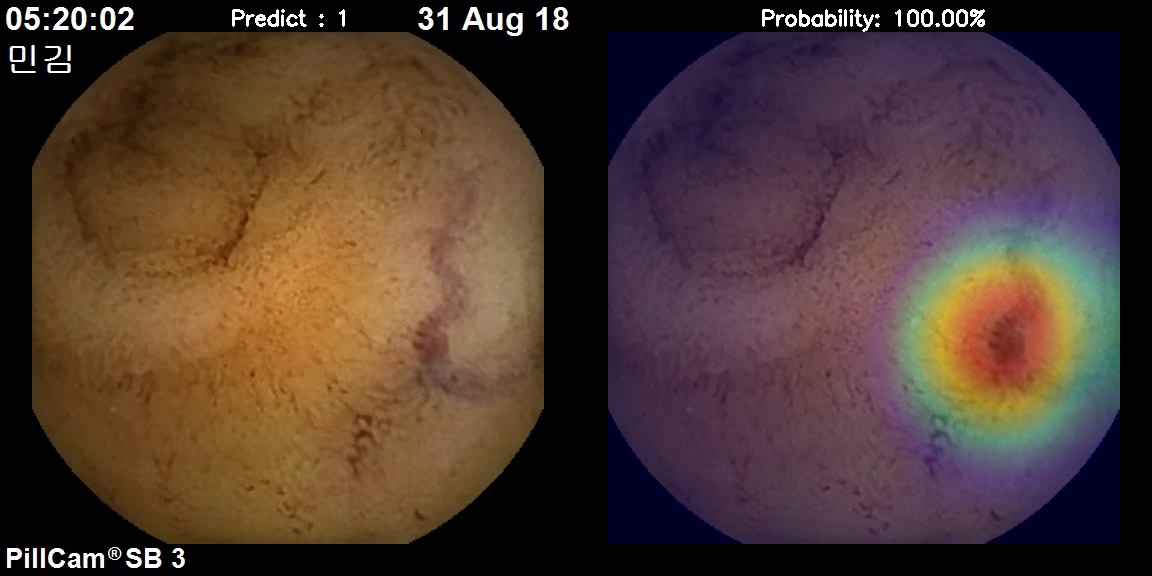 05:20:02 Predict : 1 31 Aug 18 Probability: 100.00%
민김
PillCam® SB 3